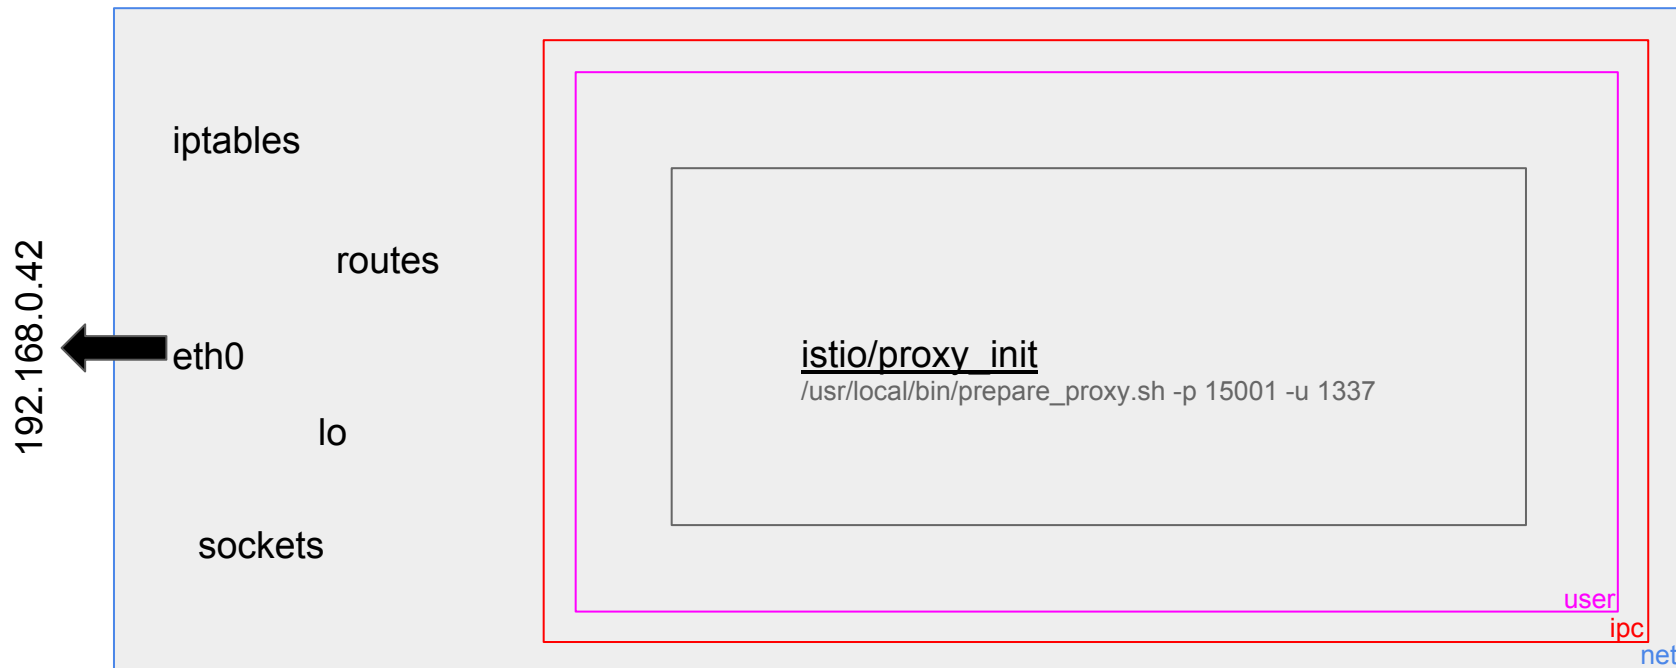 iptables
routes
192.168.0.42
eth0
lo
sockets
istio/proxy_init
/usr/local/bin/prepare_proxy.sh -p 15001 -u 1337
user
ipc
net